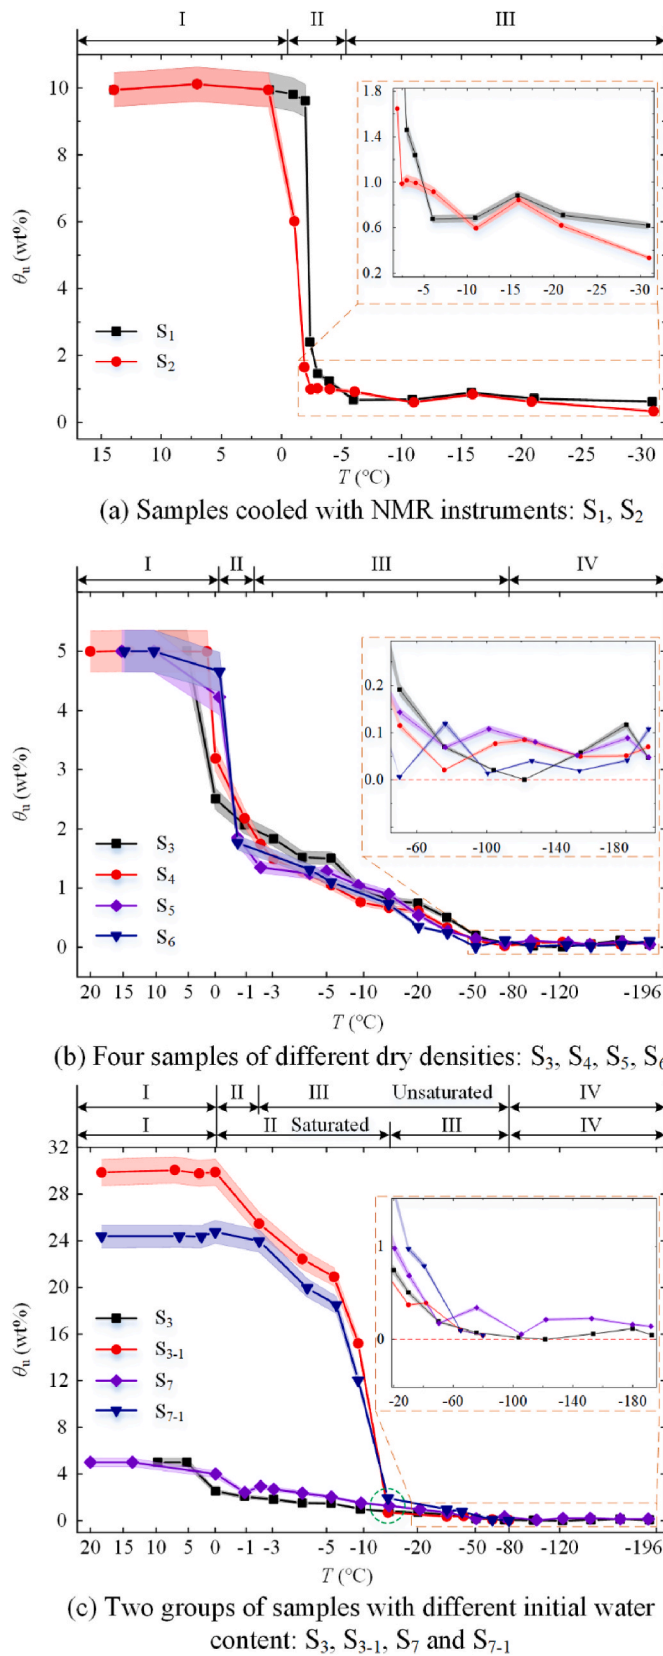 I II III
10
8
6
4
2
0
θu (wt%)
S1
S2
1.8
1.4
1.0
0.6
0.2
-5 -10 -15 -20 -25 -30
15 10 5 0 -5 -10 -15 -20 -25 -30
T (°C)
(a) Samples cooled with NMR instruments: S1, S2
I II III IV
5
4
3
2
1
0
θu (wt%)
S3
S4
S5
S6
0.2
0.1
0.0
-60 -100 -140 -180
20 15 10 5 0 -1 -3 -5 -10 -20 -50 -80 -120 -196
T (°C)
(b) Four samples of different dry densities: S3, S4, S5, S6
I II III Unsaturated IV
I II Saturated III IV
32
28
24
20
16
12
8
4
0
θu (wt%)
S3
S3-1
S7
S7-1
1
0
-20 -60 -100 -140 -180
20 15 10 5 0 -1 -3 -5 -10 -20 -50 -80 -120 -196
T (°C)
(c) Two groups of samples with different initial water
content: S3, S3-1, S7 and S7-1